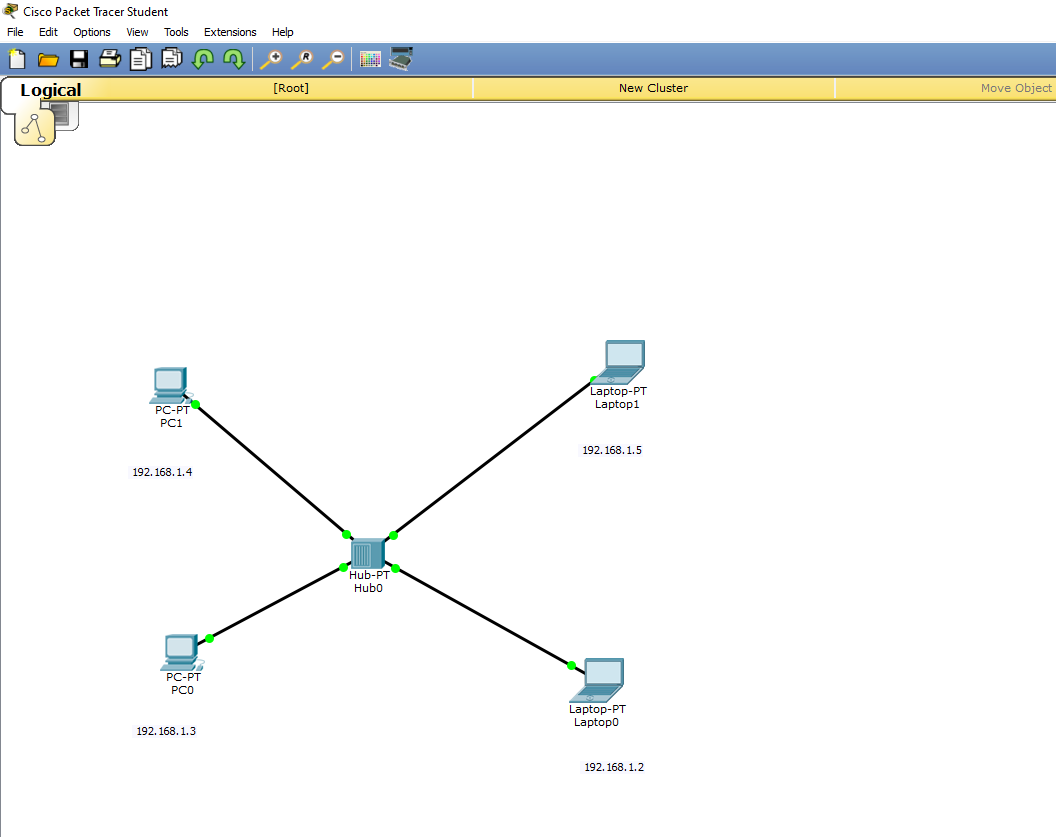 Cisco Packet Tracer Student
File Edit Options View Tools Extensions Help
Logical [Root] New Cluster Move Object
Laptop-PT
Laptop1
PC-PT
PC1
192.168.1.5
192.168.1.4
Hub-PT
Hub0
PC-PT
PC0
Laptop-PT
Laptop0
192.168.1.3
192.168.1.2